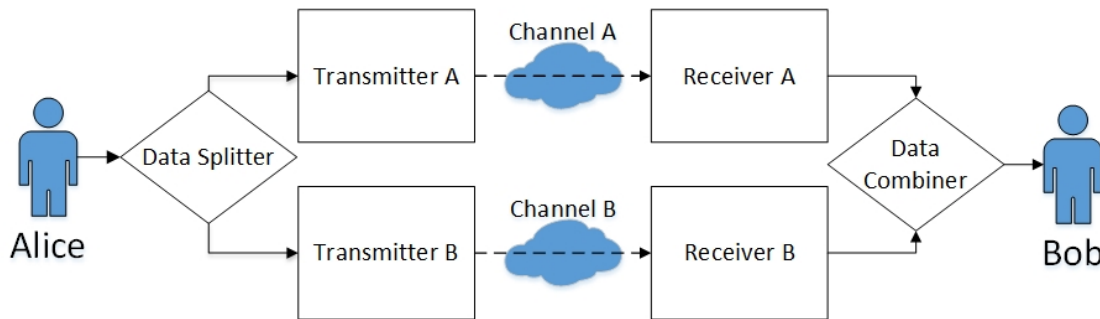 Channel A
Transmitter A
Receiver A
Data Splitter
Data
Combiner
Alice
Channel B
Transmitter B
Receiver B
Bob